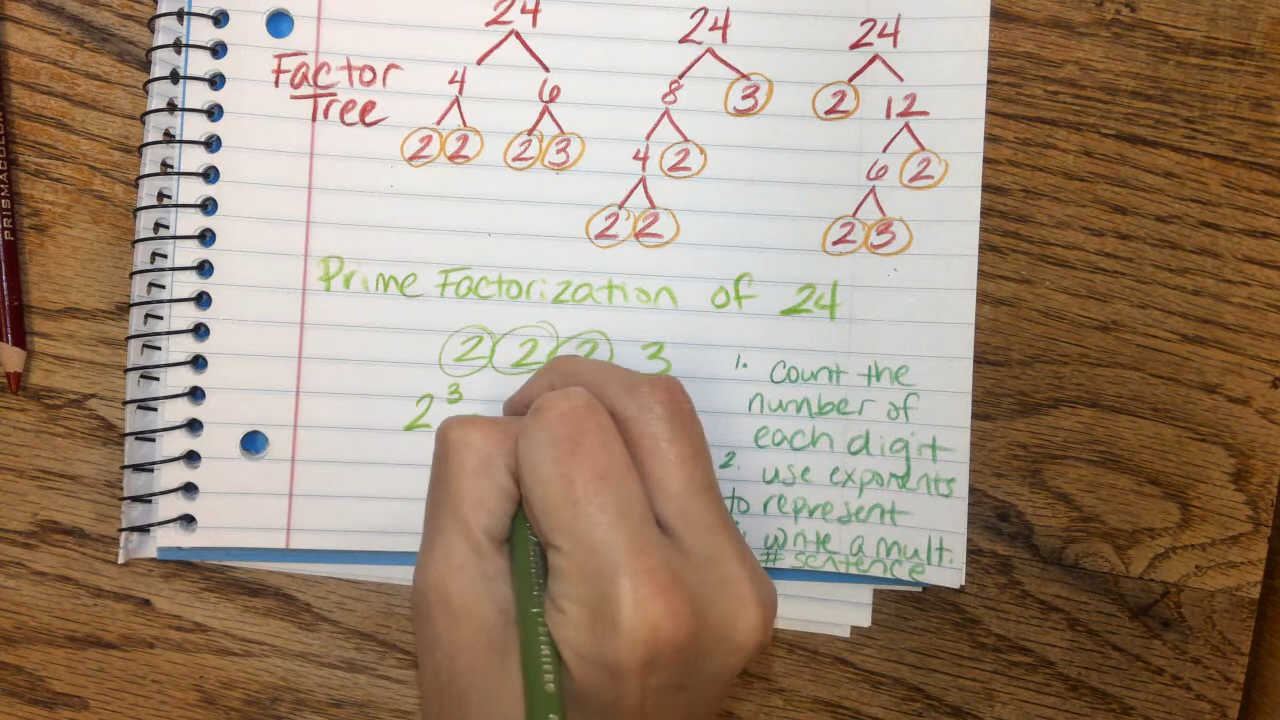 24 24 24
Factor
Tree
4 6 8 3 2 12
2 2 2 3 4 2 6 2
2 2 2 3
Prime Factorization of 24
2 2 2 3
2³
1. Count the
number of
each digit
2. use exponents
to represent
write a mult.
# sentence
PRISMACOLOR